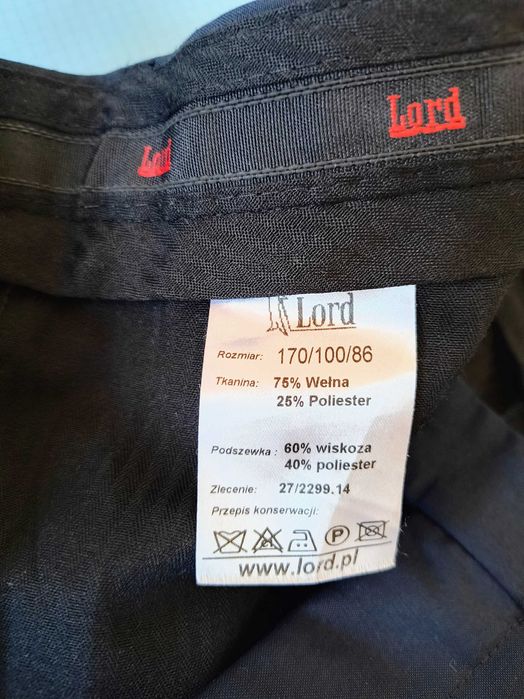 Lord
Lord
Lord
Rozmiar: 170/100/86
Tkanina: 75% Wełna
25% Poliester
Podszewka : 60% wiskoza
40% poliester
Zlecenie: 27/2299.14
Przepis konserwacji:
P
www.lord.pl